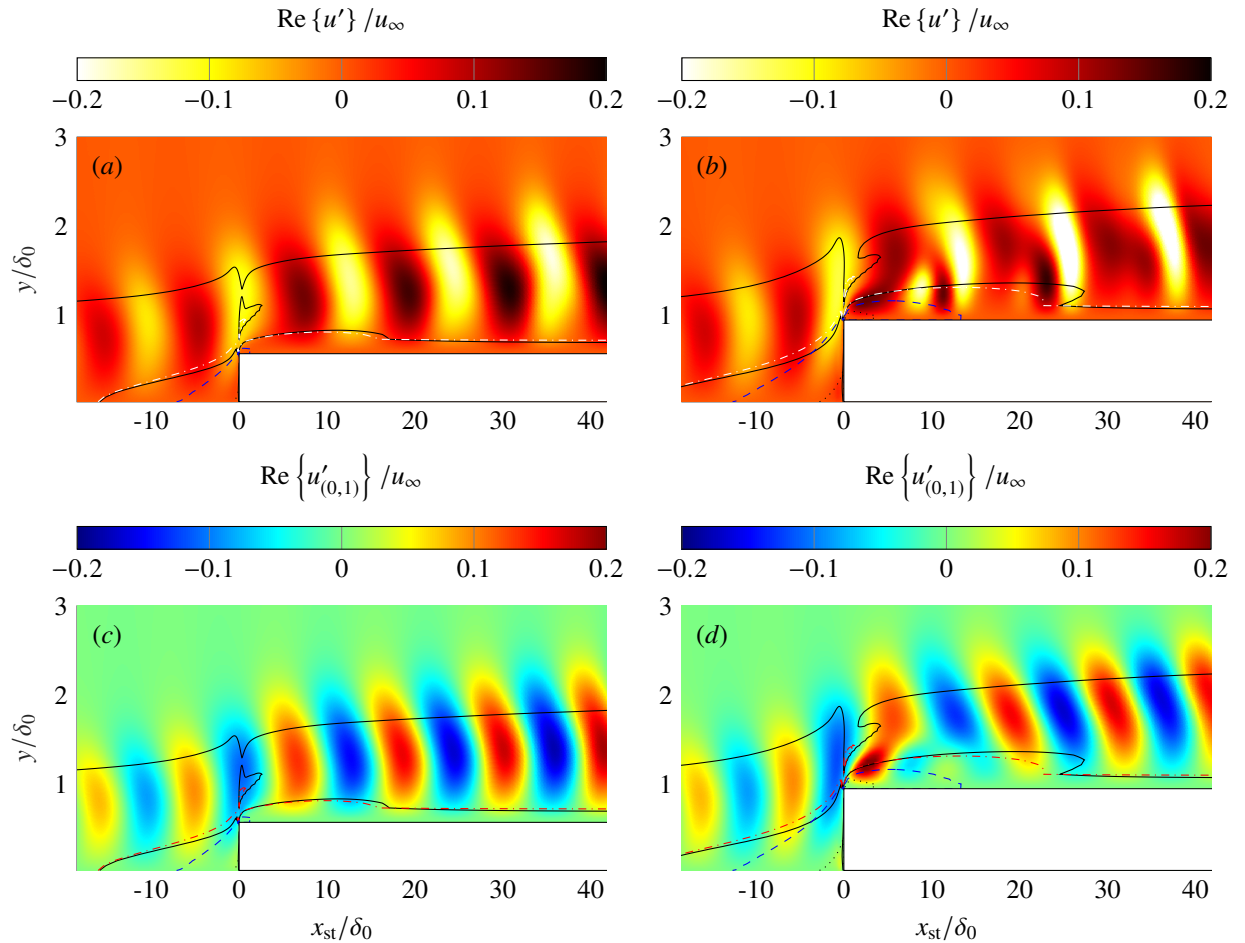 Re {u′} /u∞ Re {u′} /u∞
−0.2 −0.1 0 0.1 0.2 −0.2 −0.1 0 0.1 0.2
3 (a) 3 (b)
2 2
y/δ0 1 1
-10 0 10 20 30 40 -10 0 10 20 30 40
Re {u′(0,1)} /u∞ Re {u′(0,1)} /u∞
−0.2 −0.1 0 0.1 0.2 −0.2 −0.1 0 0.1 0.2
3 (c) 3 (d)
2 2
y/δ0 1 1
-10 0 10 20 30 40 -10 0 10 20 30 40
xst/δ0 xst/δ0